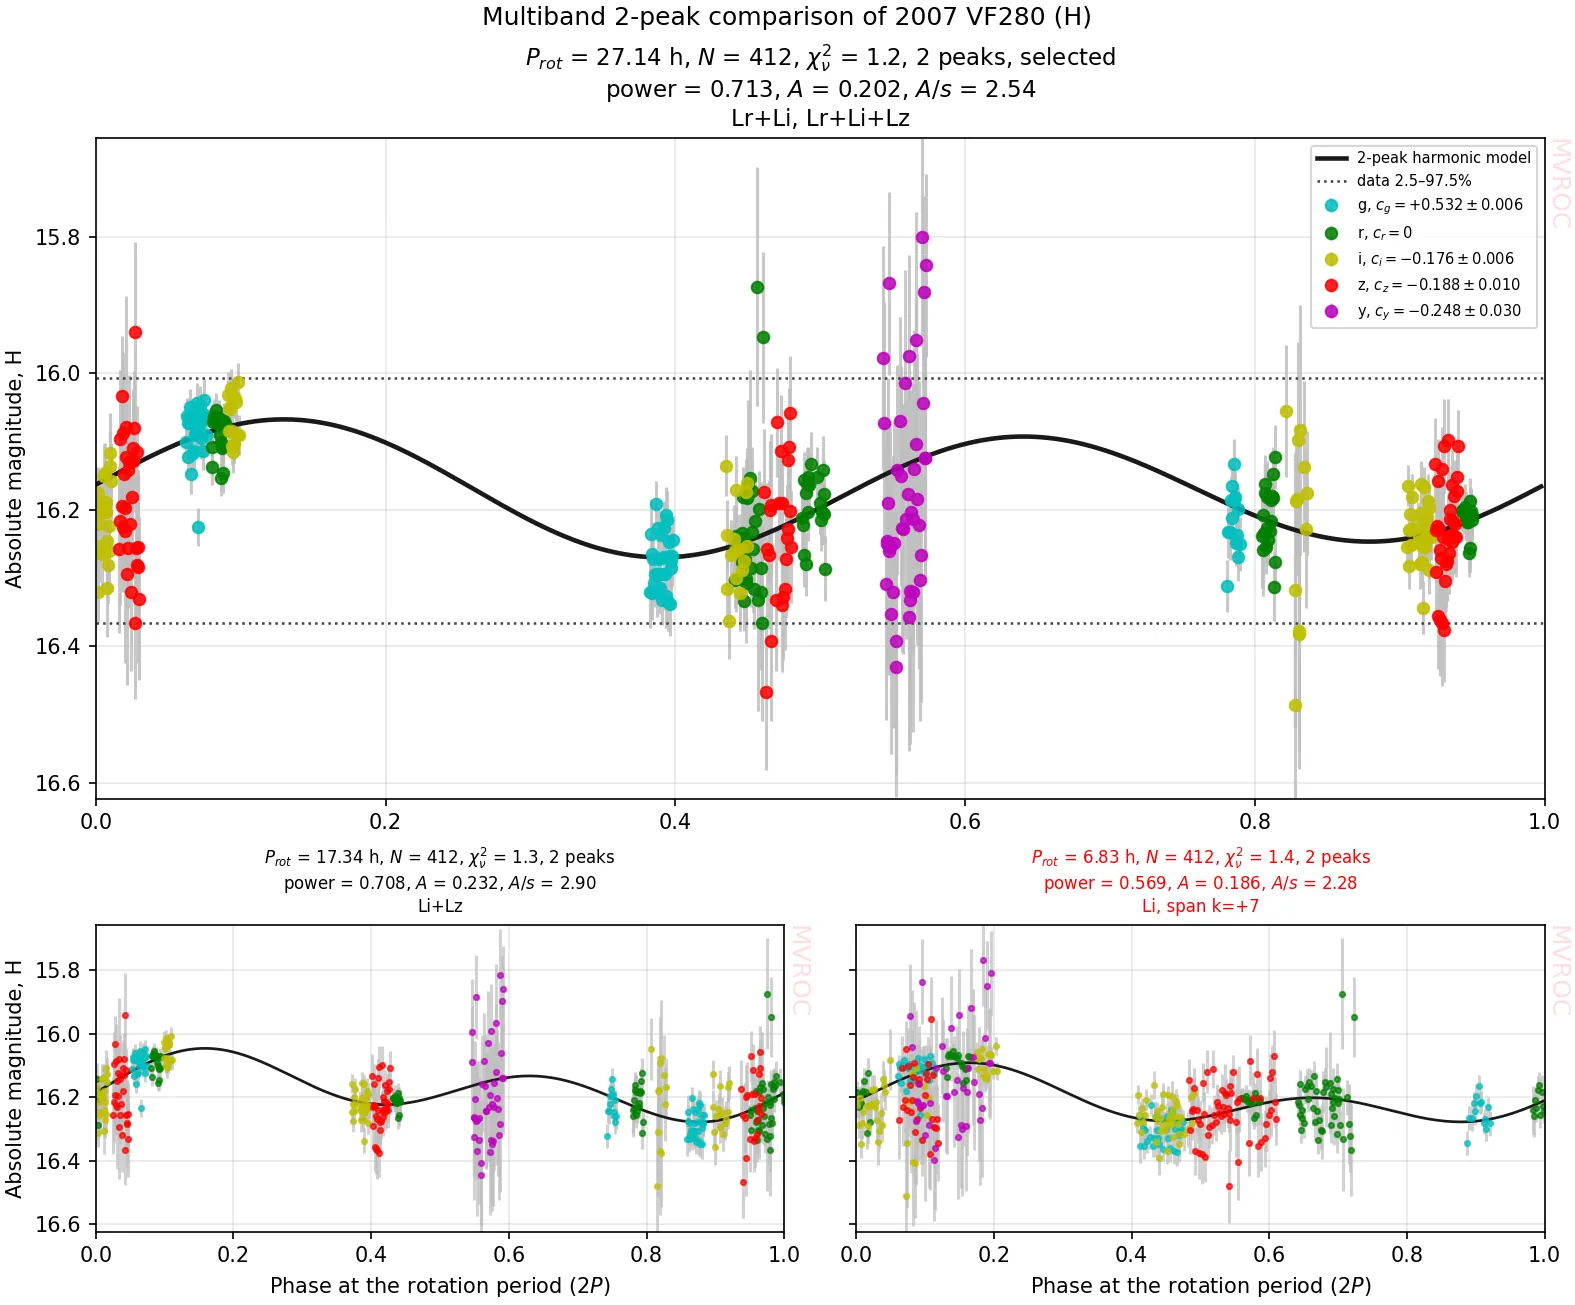 Multiband 2-peak comparison of 2007 VF280 (H)
P_rot = 27.14 h, N = 412, χ²_ν = 1.2, 2 peaks, selected
power = 0.713, A = 0.202, A/s = 2.54
Lr+Li, Lr+Li+Lz
2-peak harmonic model
data 2.5–97.5%
g, c_g = +0.532 ± 0.006
r, c_r = 0
i, c_i = −0.176 ± 0.006
z, c_z = −0.188 ± 0.010
y, c_y = −0.248 ± 0.030
MVROC
Absolute magnitude, H
15.8
16.0
16.2
16.4
16.6
0.0 0.2 0.4 0.6 0.8 1.0
P_rot = 17.34 h, N = 412, χ²_ν = 1.3, 2 peaks
power = 0.708, A = 0.232, A/s = 2.90
Li+Lz
MVROC
Absolute magnitude, H
15.8
16.0
16.2
16.4
16.6
0.0 0.2 0.4 0.6 0.8 1.0
Phase at the rotation period (2P)
P_rot = 6.83 h, N = 412, χ²_ν = 1.4, 2 peaks
power = 0.569, A = 0.186, A/s = 2.28
Li, span k=+7
MVROC
0.0 0.2 0.4 0.6 0.8 1.0
Phase at the rotation period (2P)